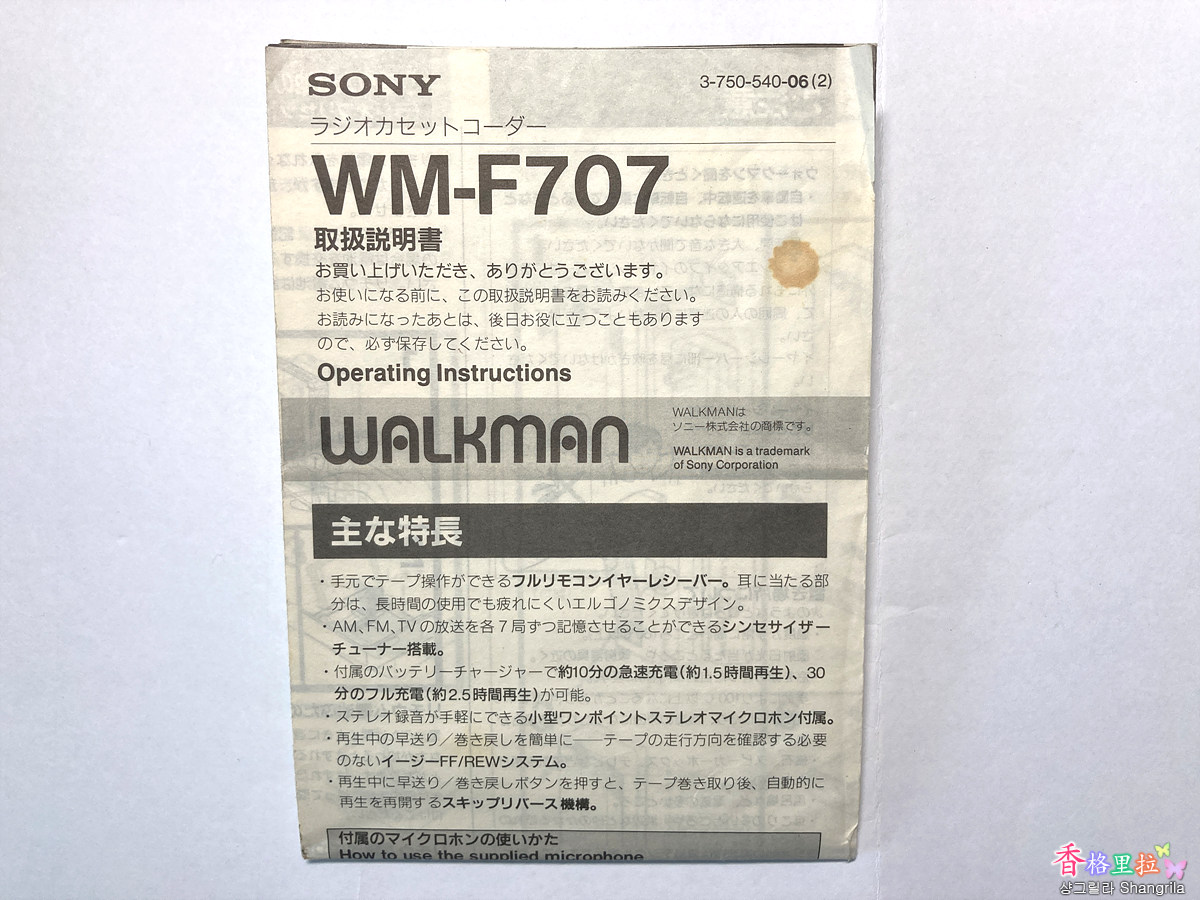 SONY
3-750-540-06(2)
ラジオカセットコーダー
WM-F707
取扱説明書
お買い上げいただき、ありがとうございます。
お使いになる前に、この取扱説明書をお読みください。
お読みになったあとは、後日お役に立つこともあります
ので、必ず保存してください。
Operating Instructions
WALKMAN
WALKMANは
ソニー株式会社の商標です。
WALKMAN is a trademark
of Sony Corporation
主な特長
・手元でテープ操作ができるフルリモコンイヤーレシーバー。耳に当たる部
分は、長時間の使用でも疲れにくいエルゴノミクスデザイン。
・AM、FM、TVの放送を各7局ずつ記憶させることができるシンセサイザー
チューナー搭載。
・付属のバッテリーチャージャーで約10分の急速充電(約1.5時間再生)、30
分のフル充電(約2.5時間再生)が可能。
・ステレオ録音が手軽にできる小型ワンポイントステレオマイクロホン付属。
・再生中の早送り／巻き戻しを簡単に──テープの走行方向を確認する必要
のないイージーFF/REWシステム。
・再生中に早送り／巻き戻しボタンを押すと、テープ巻き取り後、自動的に
再生を再開するスキップリバース機構。
付属のマイクロホンの使いかた
How to use the supplied microphone
香格里拉
샹그릴라 Shangrila